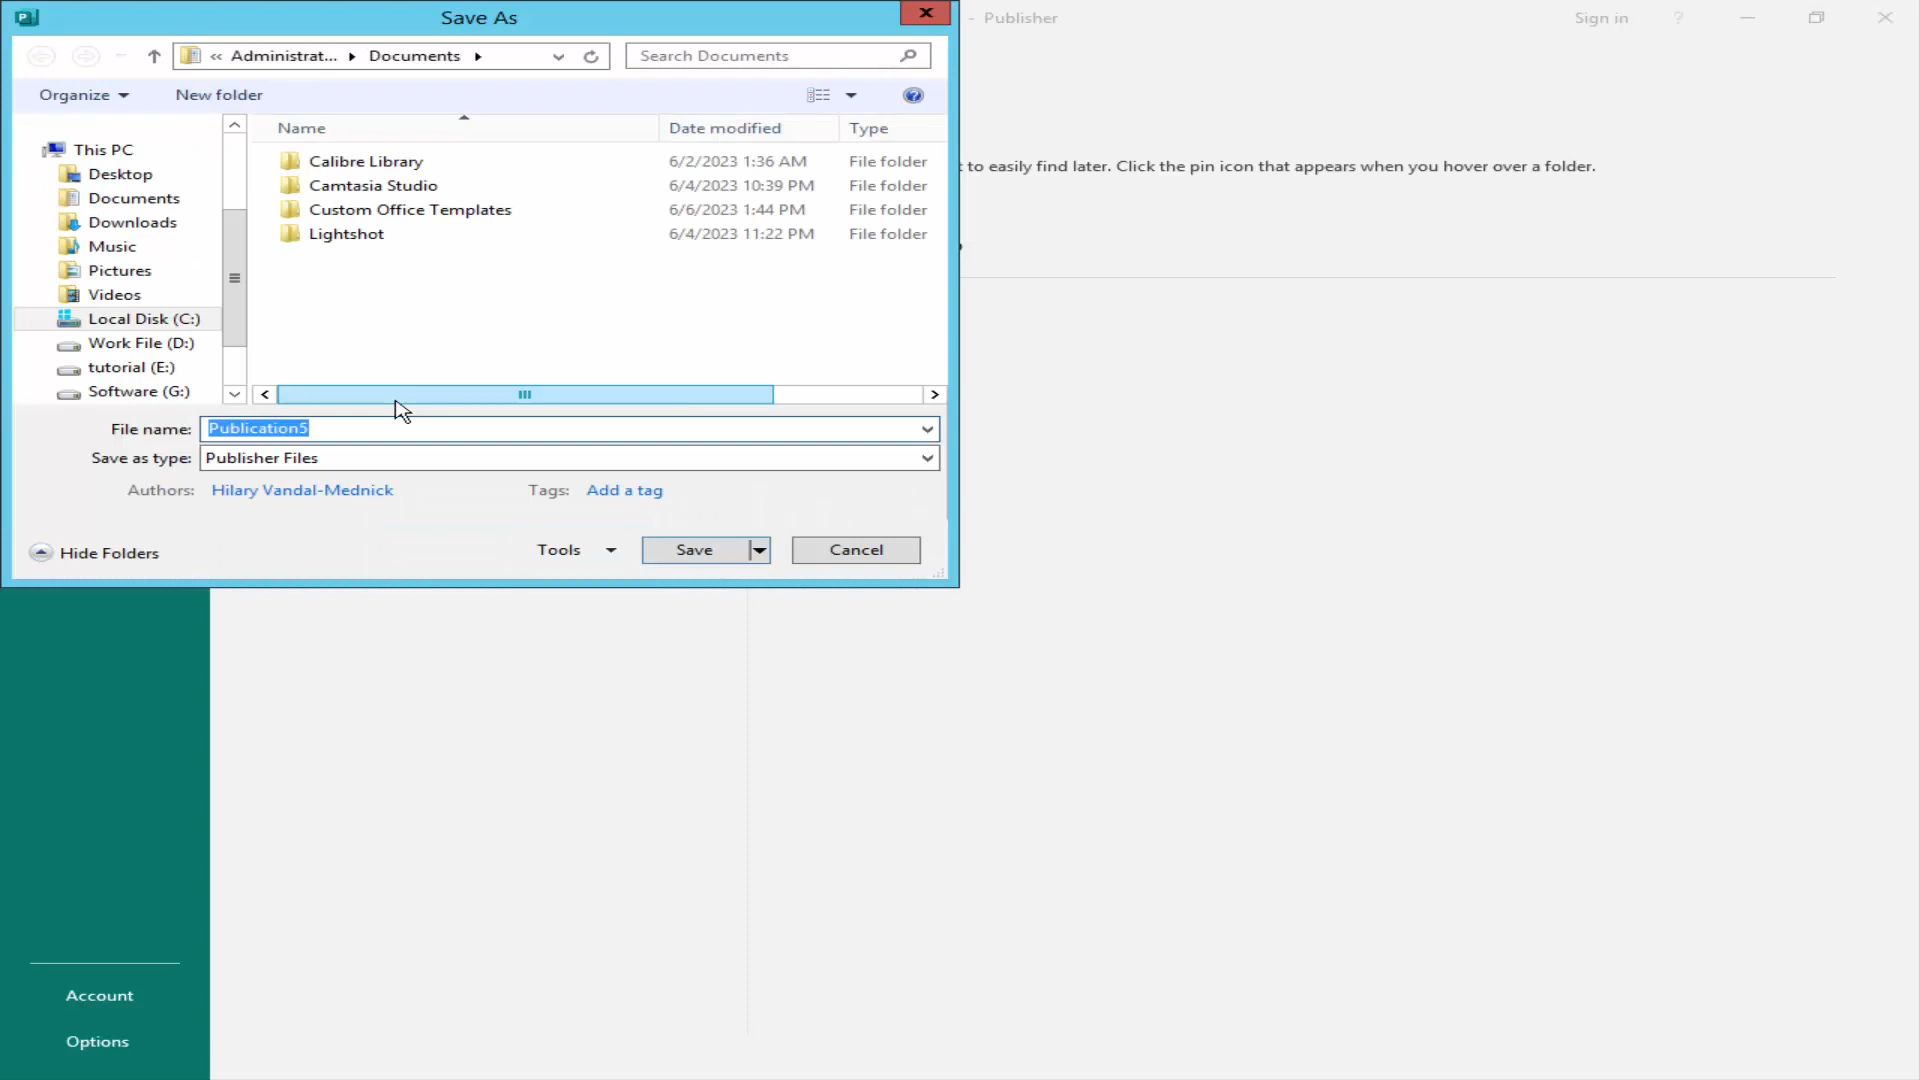 Save As
- Publisher
Sign in
?
« Administrat... Documents
Search Documents
Organize
New folder
Name
Date modified
Type
This PC
Desktop
Documents
Downloads
Music
Pictures
Videos
Local Disk (C:)
Work File (D:)
tutorial (E:)
Software (G:)
Calibre Library 6/2/2023 1:36 AM File folder
Camtasia Studio 6/4/2023 10:39 PM File folder
Custom Office Templates 6/6/2023 1:44 PM File folder
Lightshot 6/4/2023 11:22 PM File folder
to easily find later. Click the pin icon that appears when you hover over a folder.
File name: Publication5
Save as type: Publisher Files
Authors: Hilary Vandal-Mednick
Tags: Add a tag
Hide Folders
Tools
Save
Cancel
Account
Options